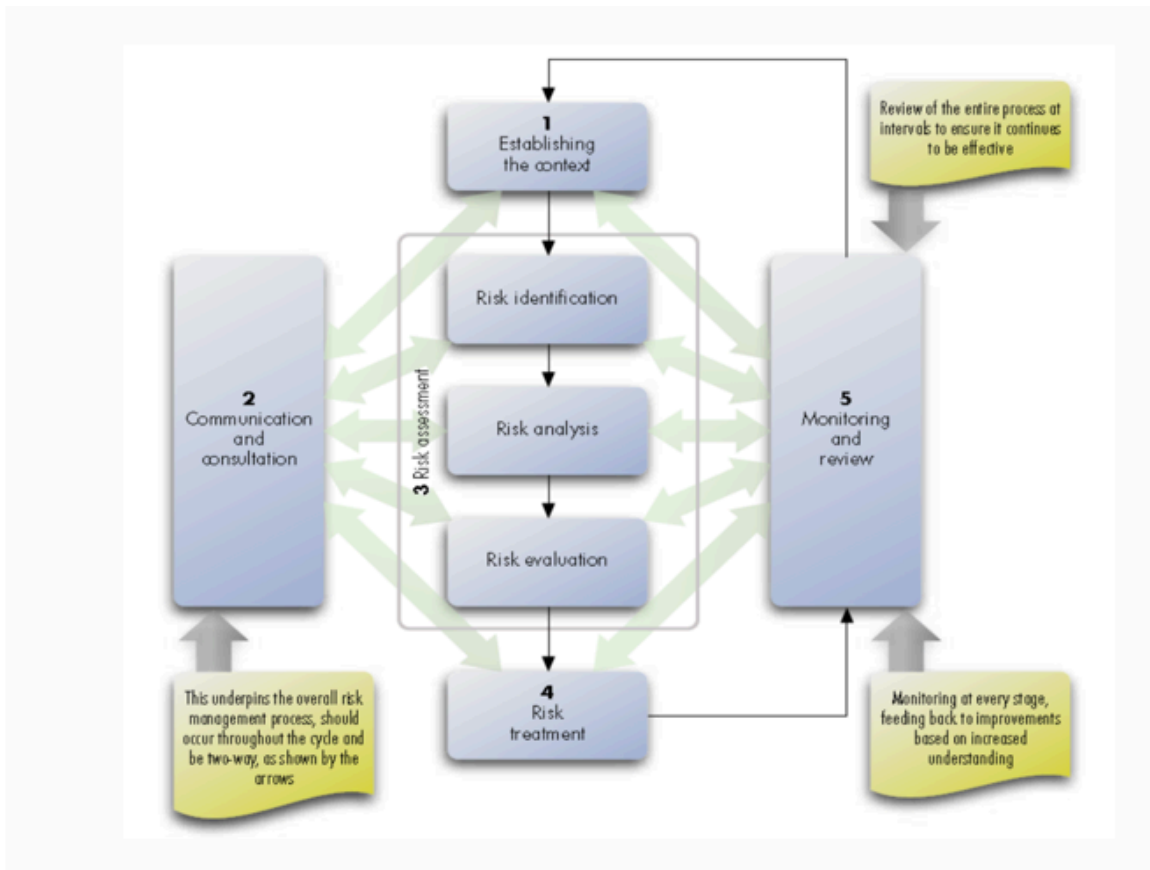 1
Establishing
the context
Review of the entire process at
intervals to ensure it continues
to be effective
Risk identification
2
Communication
and
consultation
3 Risk assessment
Risk analysis
5
Monitoring
and
review
Risk evaluation
This underpins the overall risk
management process, should
occur throughout the cycle and
be two-way, as shown by the
arrows
4
Risk
treatment
Monitoring at every stage,
feeding back to improvements
based on increased
understanding